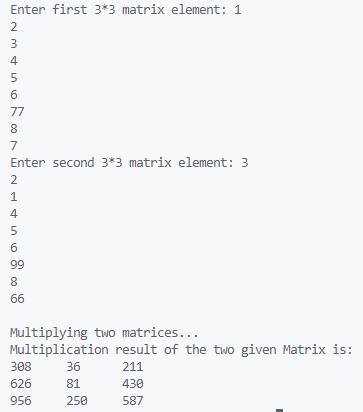 Enter first 3*3 matrix element: 1
2
3
4
5
6
77
8
7
Enter second 3*3 matrix element: 3
2
1
4
5
6
99
8
66
Multiplying two matrices...
Multiplication result of the two given Matrix is:
308 36 211
626 81 430
956 250 587